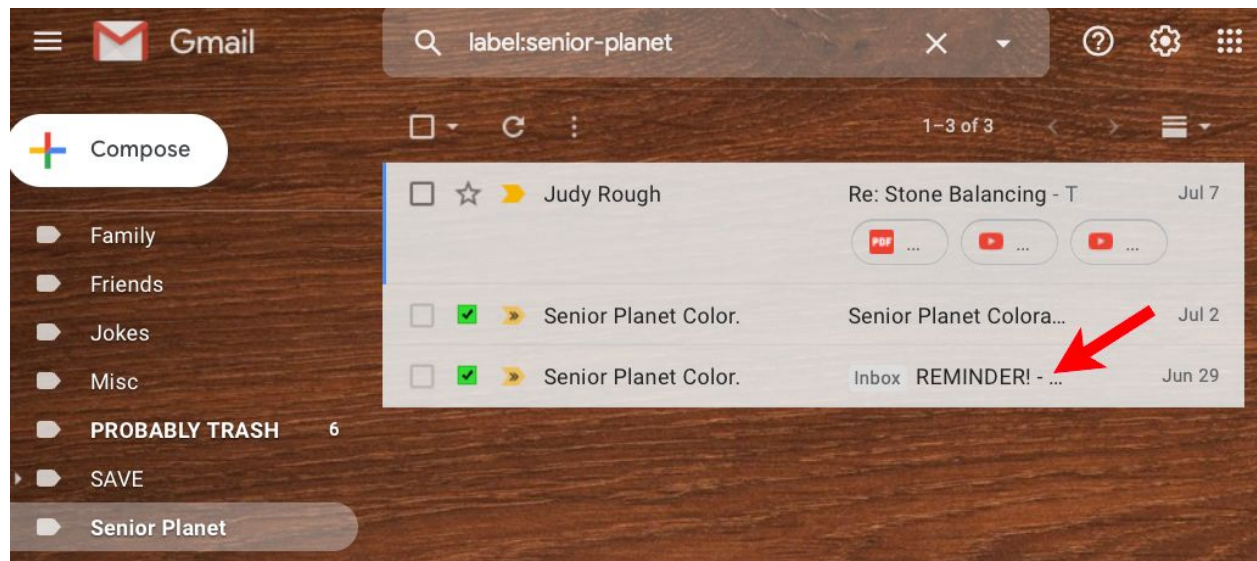 Gmail
label:senior-planet
1–3 of 3
Compose
Judy Rough Re: Stone Balancing - T Jul 7
PDF ... ... ...
Family
Friends
Senior Planet Color. Senior Planet Colora... Jul 2
Jokes
Misc
Senior Planet Color. Inbox REMINDER! - ... Jun 29
PROBABLY TRASH 6
SAVE
Senior Planet